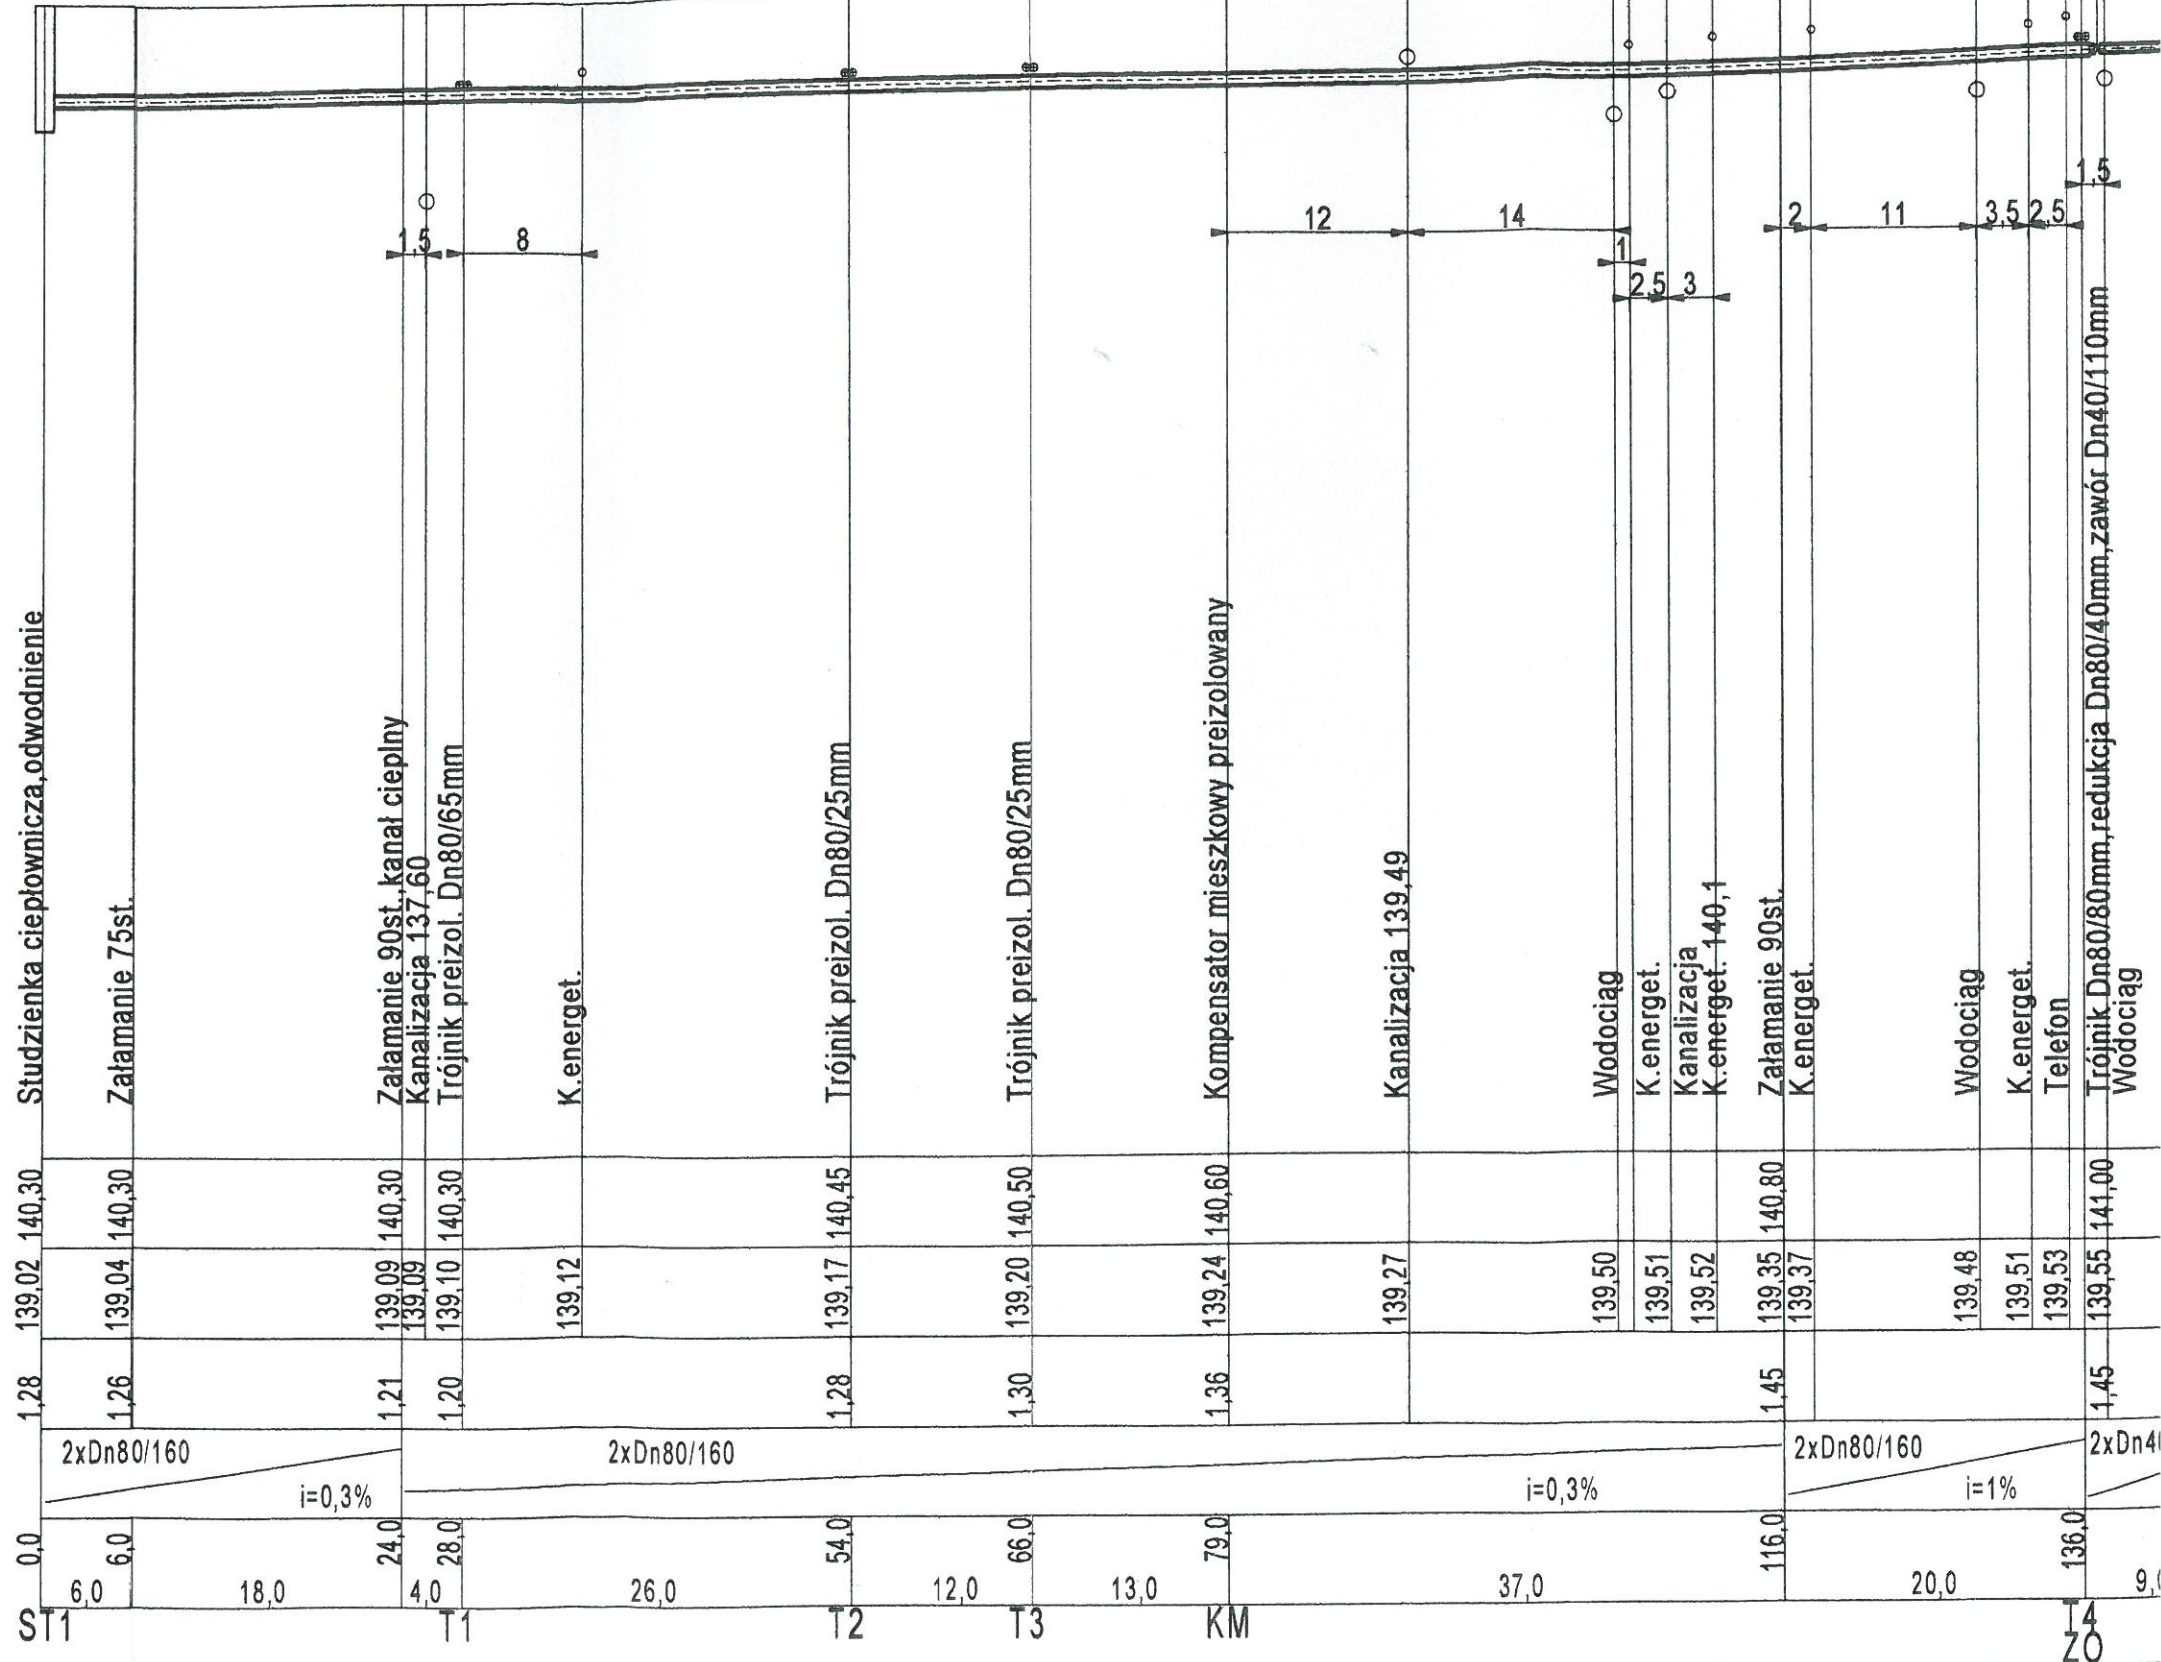 1,5
12
14
2
11
3,5
2,5
1,5
8
1
2,5
3
Studzienka ciepłownicza,odwodnienie
Załamanie 75st.
Załamanie 90st.,kanał cieplny
Kanalizacja 137,60
Trójnik preizol. Dn80/65mm
K.energet.
Trójnik preizol. Dn80/25mm
Trójnik preizol. Dn80/25mm
Kompensator mieszkowy preizolowany
Kanalizacja 139,49
Wodociąg
K.energet.
Kanalizacja
K.energet. 140,1
Załamanie 90st.
K.energet.
Wodociąg
K.energet.
Telefon
Trójnik Dn80/80mm,redukcja Dn80/40mm,zawór Dn40/110mm
Wodociąg
140,30 140,30 140,30 140,30 140,45 140,50 140,60 140,80 141,00
139,02 139,04 139,09 139,09 139,10 139,12 139,17 139,20 139,24 139,27 139,50 139,51 139,52 139,35 139,37 139,48 139,51 139,53 139,55
1,28 1,26 1,21 1,20 1,28 1,30 1,36 1,45 1,45
2xDn80/160 2xDn80/160 2xDn80/160 2xDn4
i=0,3% i=0,3% i=1%
0,0 6,0 24,0 28,0 54,0 66,0 79,0 116,0 136,0
6,0 18,0 4,0 26,0 12,0 13,0 37,0 20,0 9,
ST1 T1 T2 T3 KM T4
ZO